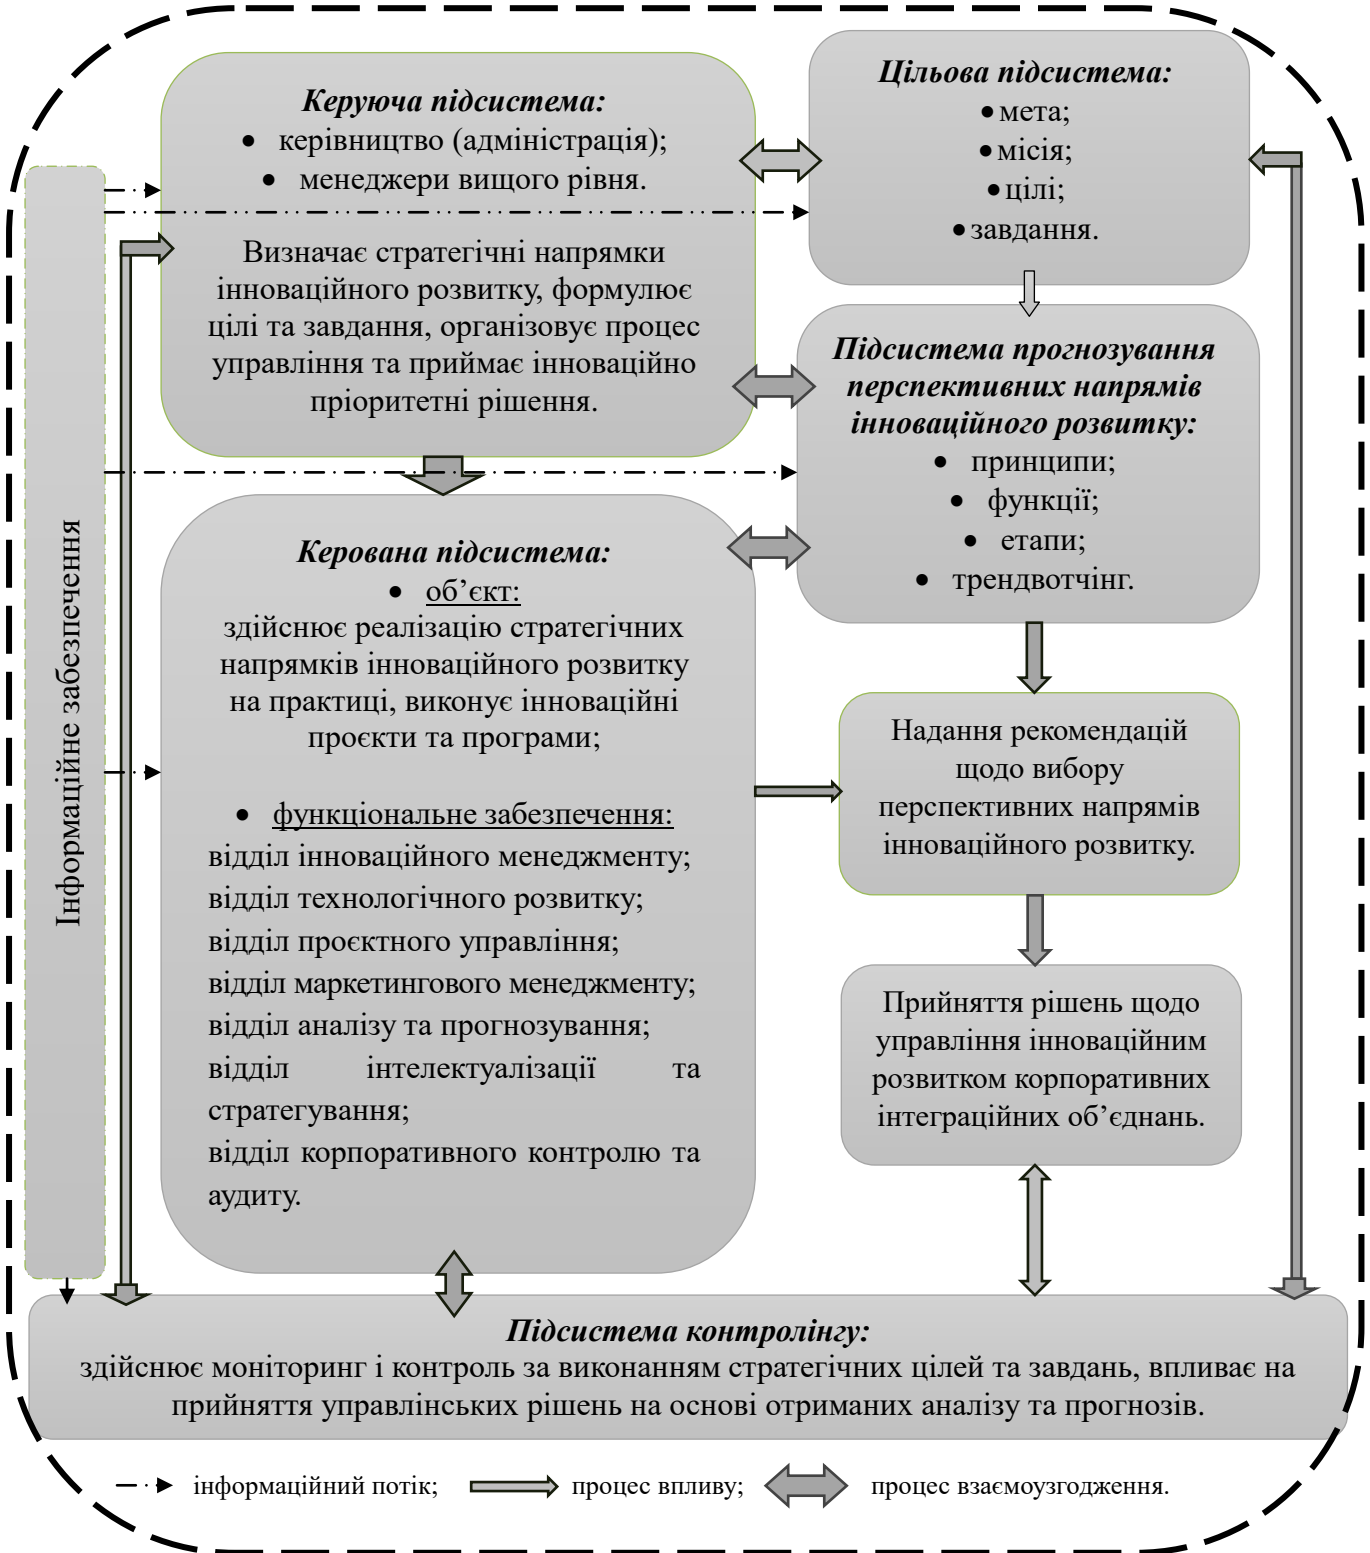 Керуюча підсистема:
• керівництво (адміністрація);
• менеджери вищого рівня.
Визначає стратегічні напрямки
інноваційного розвитку, формулює
цілі та завдання, організовує процес
управління та приймає інноваційно
пріоритетні рішення.
Цільова підсистема:
• мета;
• місія;
• цілі;
• завдання.
Підсистема прогнозування
перспективних напрямів
інноваційного розвитку:
• принципи;
• функції;
• етапи;
• трендвотчінг.
Інформаційне забезпечення
Керована підсистема:
• об’єкт:
здійснює реалізацію стратегічних
напрямків інноваційного розвитку
на практиці, виконує інноваційні
проєкти та програми;
• функціональне забезпечення:
відділ інноваційного менеджменту;
відділ технологічного розвитку;
відділ проєктного управління;
відділ маркетингового менеджменту;
відділ аналізу та прогнозування;
відділ інтелектуалізації та
стратегування;
відділ корпоративного контролю та
аудиту.
Надання рекомендацій
щодо вибору
перспективних напрямів
інноваційного розвитку.
Прийняття рішень щодо
управління інноваційним
розвитком корпоративних
інтеграційних об’єднань.
Підсистема контролінгу:
здійснює моніторинг і контроль за виконанням стратегічних цілей та завдань, впливає на
прийняття управлінських рішень на основі отриманих аналізу та прогнозів.
інформаційний потік; процес впливу; процес взаємоузгодження.